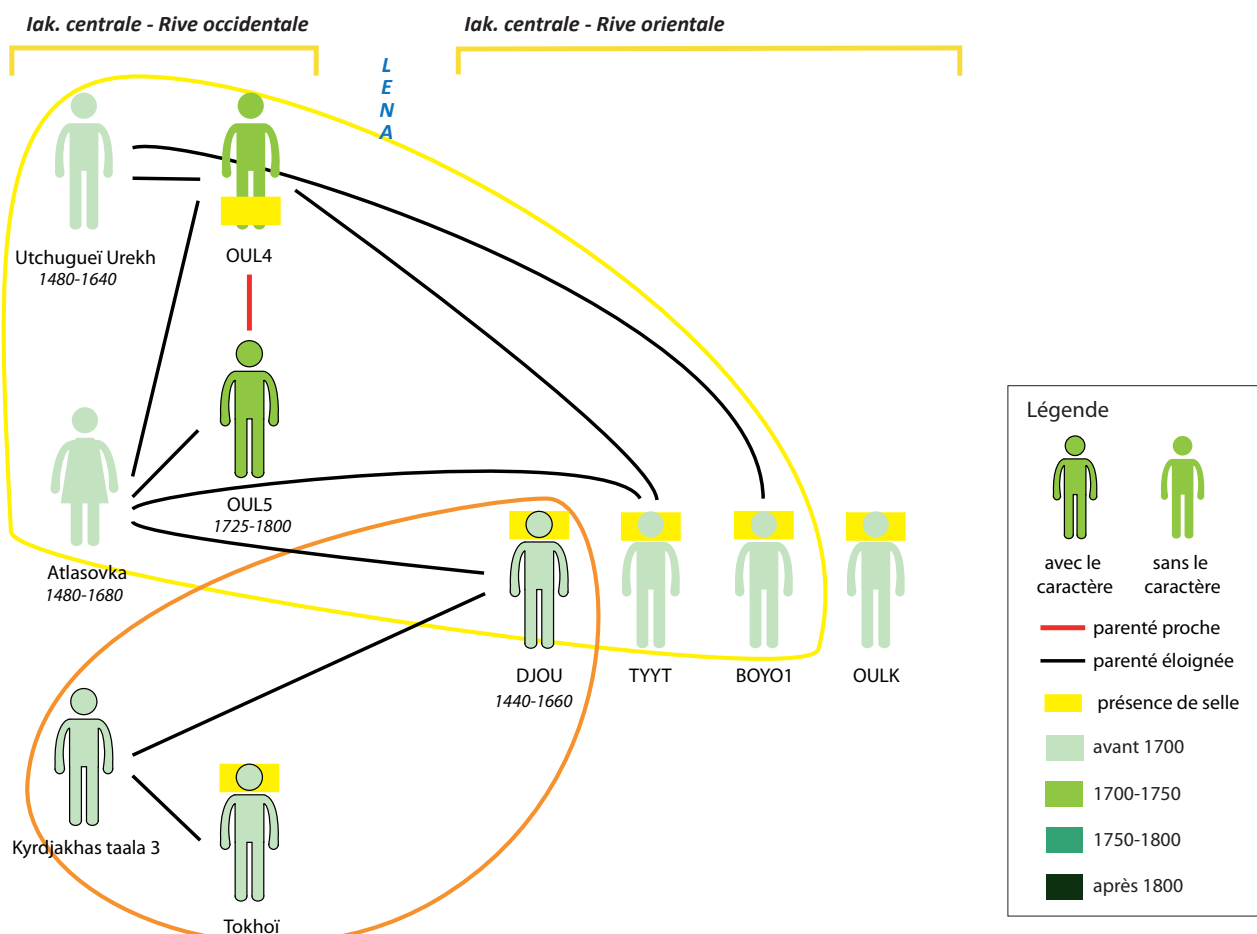 Iak. centrale - Rive occidentale
Iak. centrale - Rive orientale
L
E
N
A
Utchugueï Urekh
1480-1640
OUL4
OUL5
1725-1800
Atlasovka
1480-1680
DJOU
1440-1660
TYYT
BOYO1
OULK
Kyrdjakhas taala 3
Tokhoï
Légende
avec le
caractère
sans le
caractère
parenté proche
parenté éloignée
présence de selle
avant 1700
1700-1750
1750-1800
après 1800